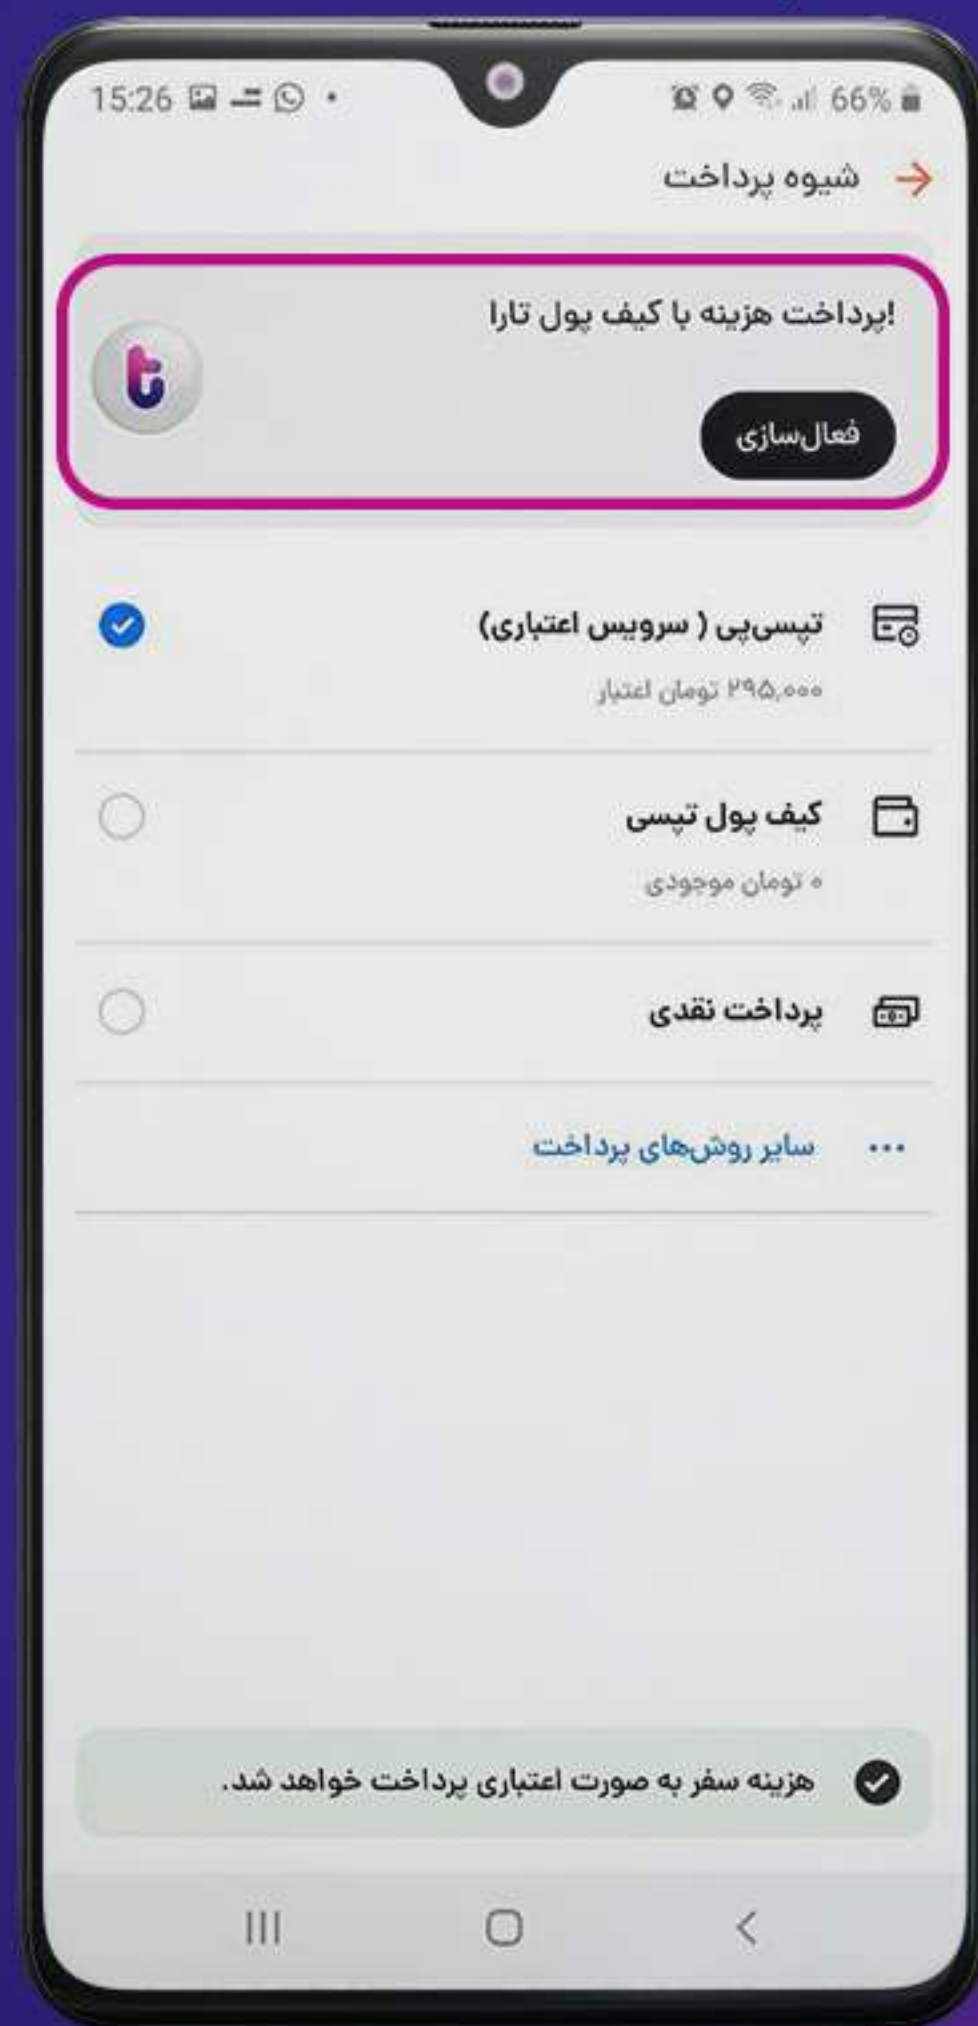 15:26
66%
شیوه پرداخت
!پرداخت هزینه با کیف پول تارا
فعال‌سازی
تپسی‌پی ( سرویس اعتباری)
۲۹۵,۰۰۰ تومان اعتبار
کیف پول تپسی
۰ تومان موجودی
پرداخت نقدی
سایر روش‌های پرداخت
هزینه سفر به صورت اعتباری پرداخت خواهد شد.